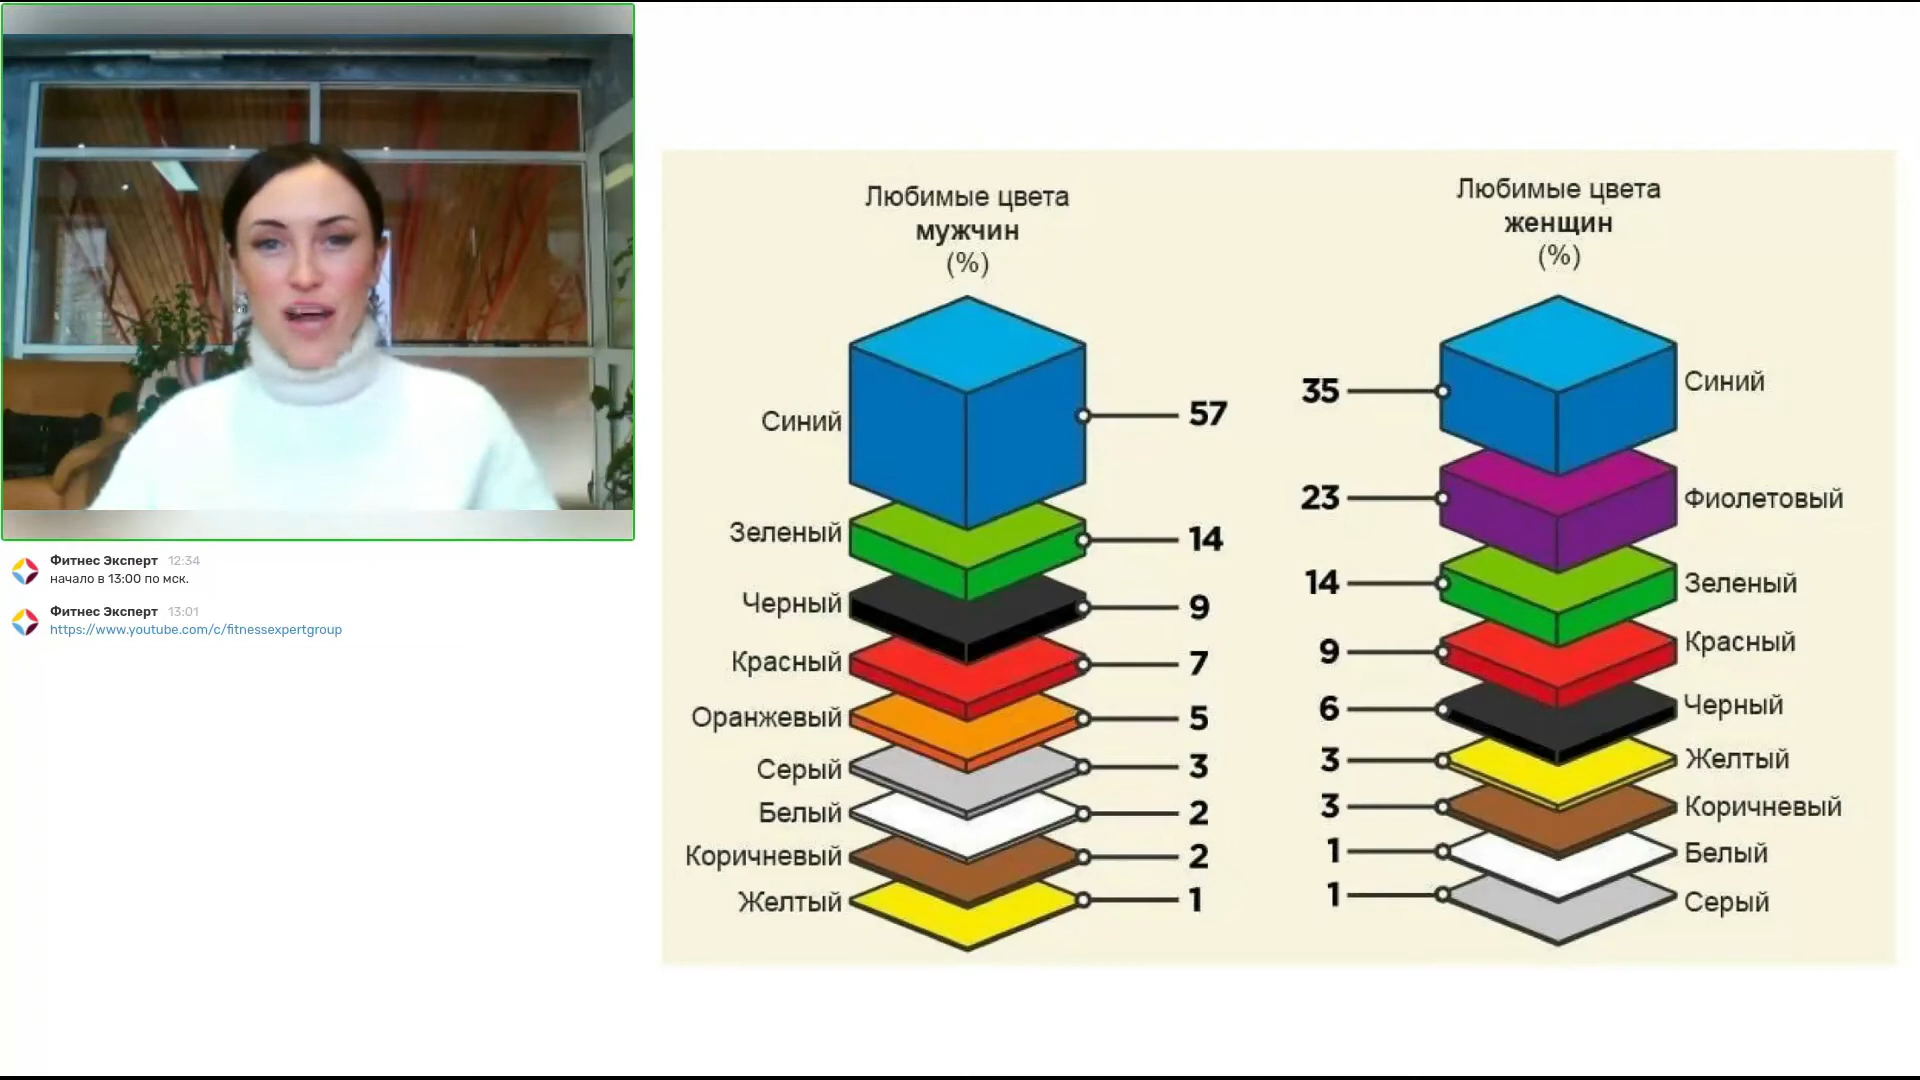 Фитнес Эксперт 12:34
начало в 13:00 по мск.
Фитнес Эксперт 13:01
https://www.youtube.com/c/fitnessexpertgroup
Любимые цвета
мужчин
(%)
Синий 57
Зеленый 14
Черный 9
Красный 7
Оранжевый 5
Серый 3
Белый 2
Коричневый 2
Желтый 1
Любимые цвета
женщин
(%)
35 Синий
23 Фиолетовый
14 Зеленый
9 Красный
6 Черный
3 Желтый
3 Коричневый
1 Белый
1 Серый